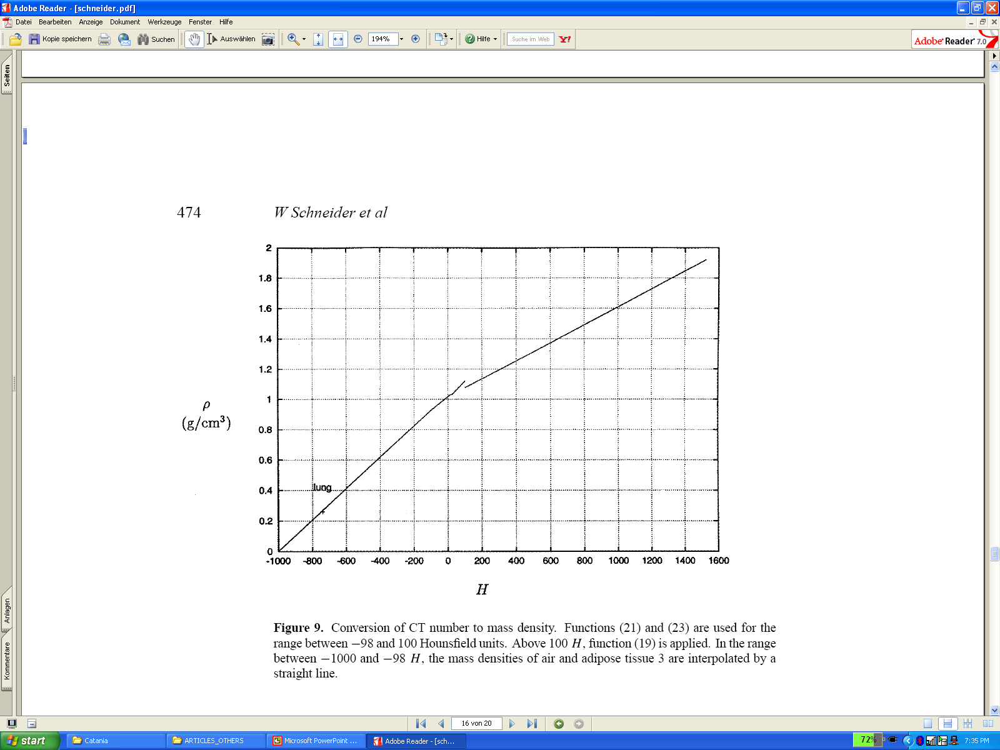 Adobe Reader - [schneider.pdf]
Datei Bearbeiten Anzeige Dokument Werkzeuge Fenster Hilfe
Kopie speichern Suchen Auswählen 194% Hilfe Suche im Web Y!
Adobe® Reader® 7.0
Seiten
Anlagen
Kommentare
474 W Schneider et al
2
1.8
1.6
1.4
1.2
1
0.8
0.6
0.4
0.2
0
ρ
(g/cm³)
lung
-1000 -800 -600 -400 -200 0 200 400 600 800 1000 1200 1400 1600
H
Figure 9. Conversion of CT number to mass density. Functions (21) and (23) are used for the
range between −98 and 100 Hounsfield units. Above 100 H, function (19) is applied. In the range
between −1000 and −98 H, the mass densities of air and adipose tissue 3 are interpolated by a
straight line.
16 von 20
start Catania ARTICLES_OTHERS Microsoft PowerPoint ... Adobe Reader - [sch... 72% 7:35 PM